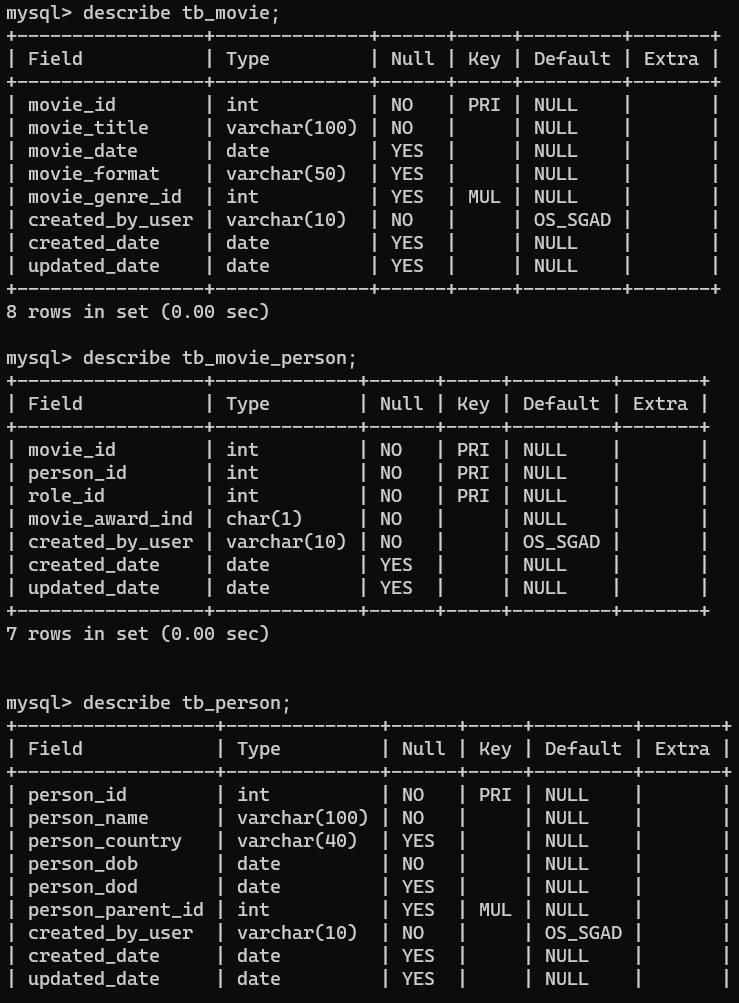 mysql> describe tb_movie;
+-----------------+--------------+------+-----+---------+-------+
| Field           | Type         | Null | Key | Default | Extra |
+-----------------+--------------+------+-----+---------+-------+
| movie_id        | int          | NO   | PRI | NULL    |       |
| movie_title     | varchar(100) | NO   |     | NULL    |       |
| movie_date      | date         | YES  |     | NULL    |       |
| movie_format    | varchar(50)  | YES  |     | NULL    |       |
| movie_genre_id  | int          | YES  | MUL | NULL    |       |
| created_by_user | varchar(10)  | NO   |     | OS_SGAD |       |
| created_date    | date         | YES  |     | NULL    |       |
| updated_date    | date         | YES  |     | NULL    |       |
+-----------------+--------------+------+-----+---------+-------+
8 rows in set (0.00 sec)

mysql> describe tb_movie_person;
+-----------------+-------------+------+-----+---------+-------+
| Field           | Type        | Null | Key | Default | Extra |
+-----------------+-------------+------+-----+---------+-------+
| movie_id        | int         | NO   | PRI | NULL    |       |
| person_id       | int         | NO   | PRI | NULL    |       |
| role_id         | int         | NO   | PRI | NULL    |       |
| movie_award_ind | char(1)     | NO   |     | NULL    |       |
| created_by_user | varchar(10) | NO   |     | OS_SGAD |       |
| created_date    | date        | YES  |     | NULL    |       |
| updated_date    | date        | YES  |     | NULL    |       |
+-----------------+-------------+------+-----+---------+-------+
7 rows in set (0.00 sec)

mysql> describe tb_person;
+------------------+--------------+------+-----+---------+-------+
| Field            | Type         | Null | Key | Default | Extra |
+------------------+--------------+------+-----+---------+-------+
| person_id        | int          | NO   | PRI | NULL    |       |
| person_name      | varchar(100) | NO   |     | NULL    |       |
| person_country   | varchar(40)  | YES  |     | NULL    |       |
| person_dob       | date         | NO   |     | NULL    |       |
| person_dod       | date         | YES  |     | NULL    |       |
| person_parent_id | int          | YES  | MUL | NULL    |       |
| created_by_user  | varchar(10)  | NO   |     | OS_SGAD |       |
| created_date     | date         | YES  |     | NULL    |       |
| updated_date     | date         | YES  |     | NULL    |       |